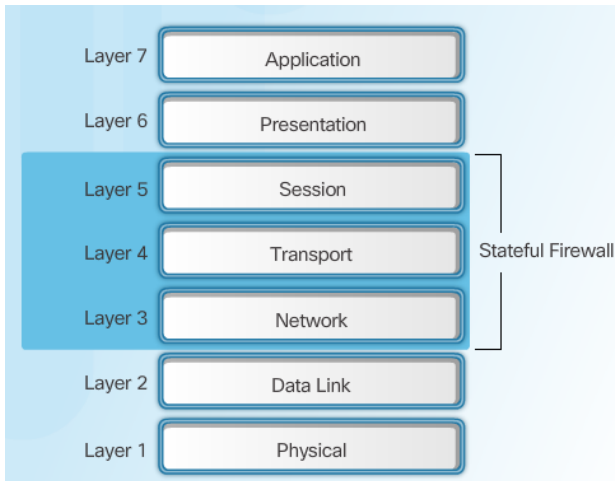 Layer 7 Application
Layer 6 Presentation
Layer 5 Session
Layer 4 Transport Stateful Firewall
Layer 3 Network
Layer 2 Data Link
Layer 1 Physical